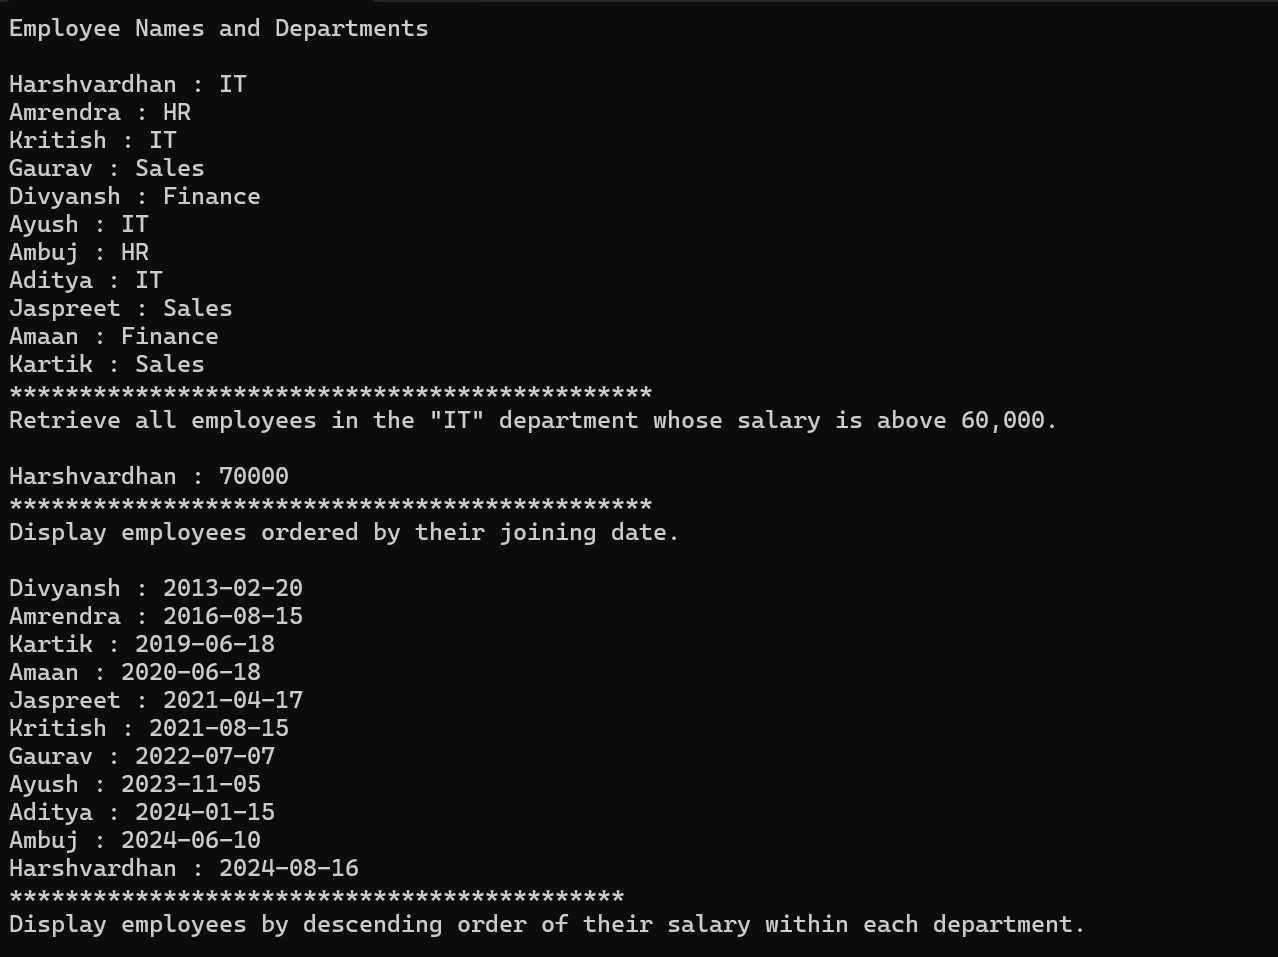 Employee Names and Departments
Harshvardhan : IT
Amrendra : HR
Kritish : IT
Gaurav : Sales
Divyansh : Finance
Ayush : IT
Ambuj : HR
Aditya : IT
Jaspreet : Sales
Amaan : Finance
Kartik : Sales
**********************************************
Retrieve all employees in the "IT" department whose salary is above 60,000.
Harshvardhan : 70000
**********************************************
Display employees ordered by their joining date.
Divyansh : 2013-02-20
Amrendra : 2016-08-15
Kartik : 2019-06-18
Amaan : 2020-06-18
Jaspreet : 2021-04-17
Kritish : 2021-08-15
Gaurav : 2022-07-07
Ayush : 2023-11-05
Aditya : 2024-01-15
Ambuj : 2024-06-10
Harshvardhan : 2024-08-16
********************************************
Display employees by descending order of their salary within each department.